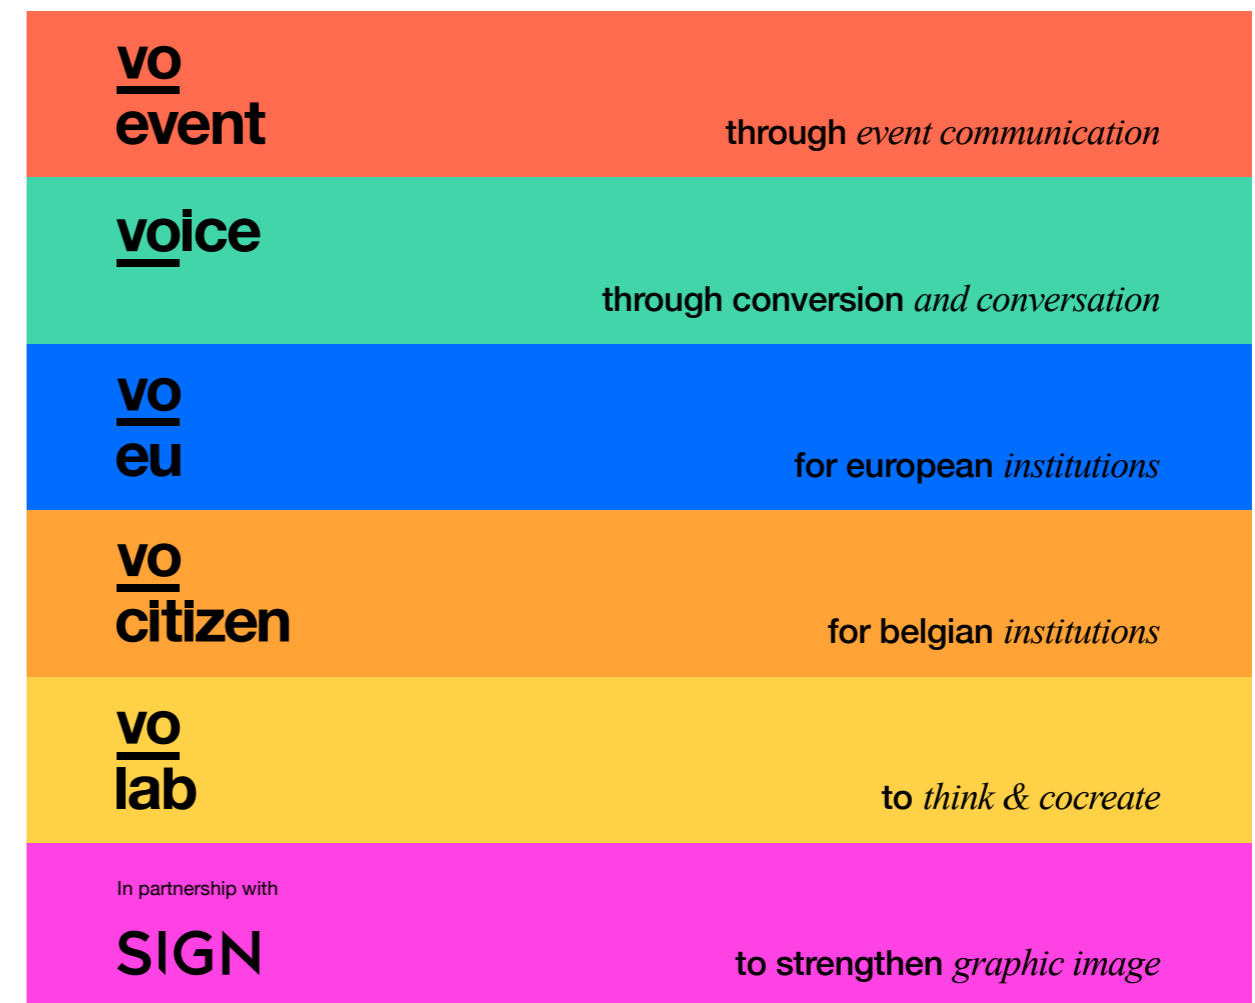 vo
event
through event communication
voice
through conversion and conversation
vo
eu
for european institutions
vo
citizen
for belgian institutions
vo
lab
to think & cocreate
In partnership with
SIGN
to strengthen graphic image